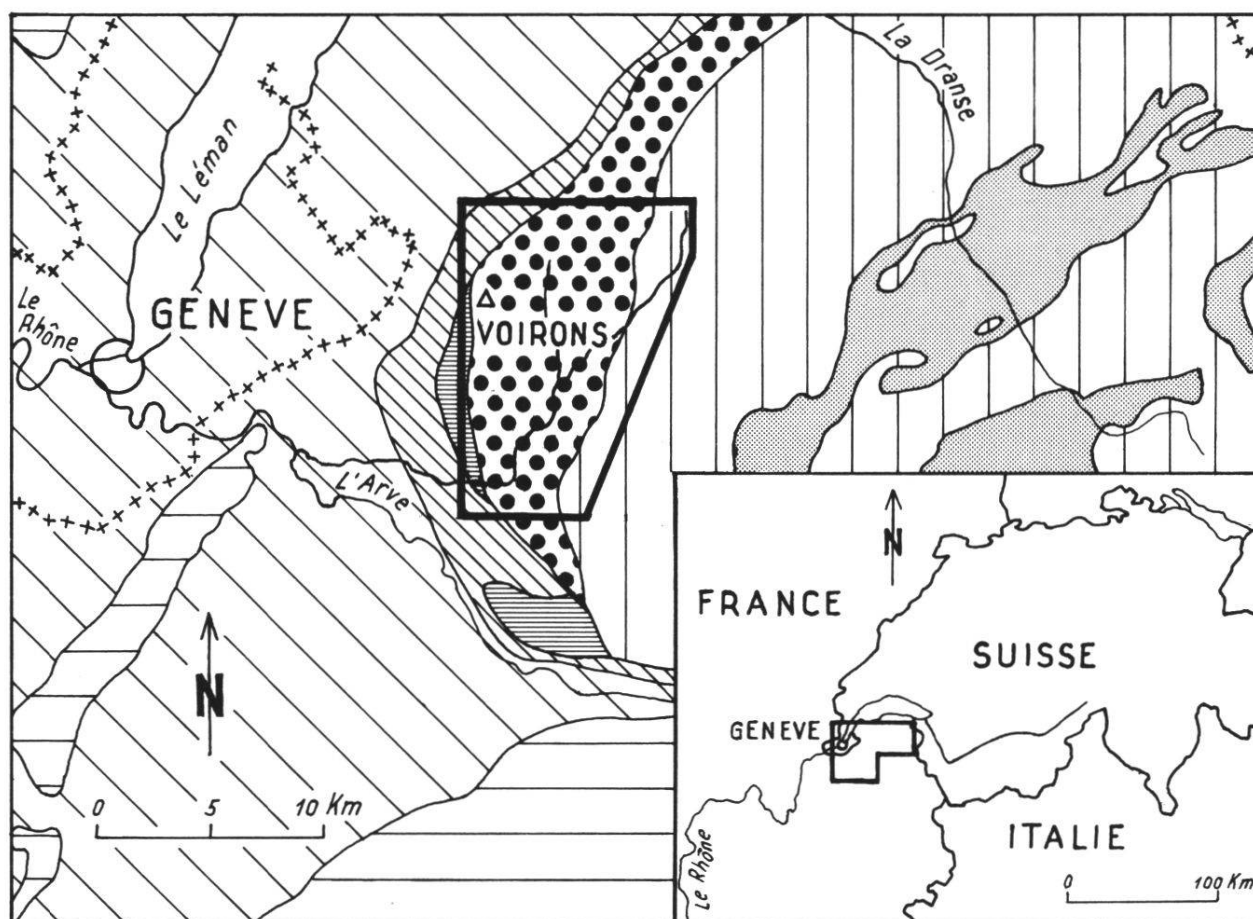 La Dranse
Le Léman
Le
Rhône
GENEVE
VOIRONS
L'Arve
N
0 5 10 Km
N
FRANCE
SUISSE
GENEVE
ITALIE
Le Rhône
0 100 Km